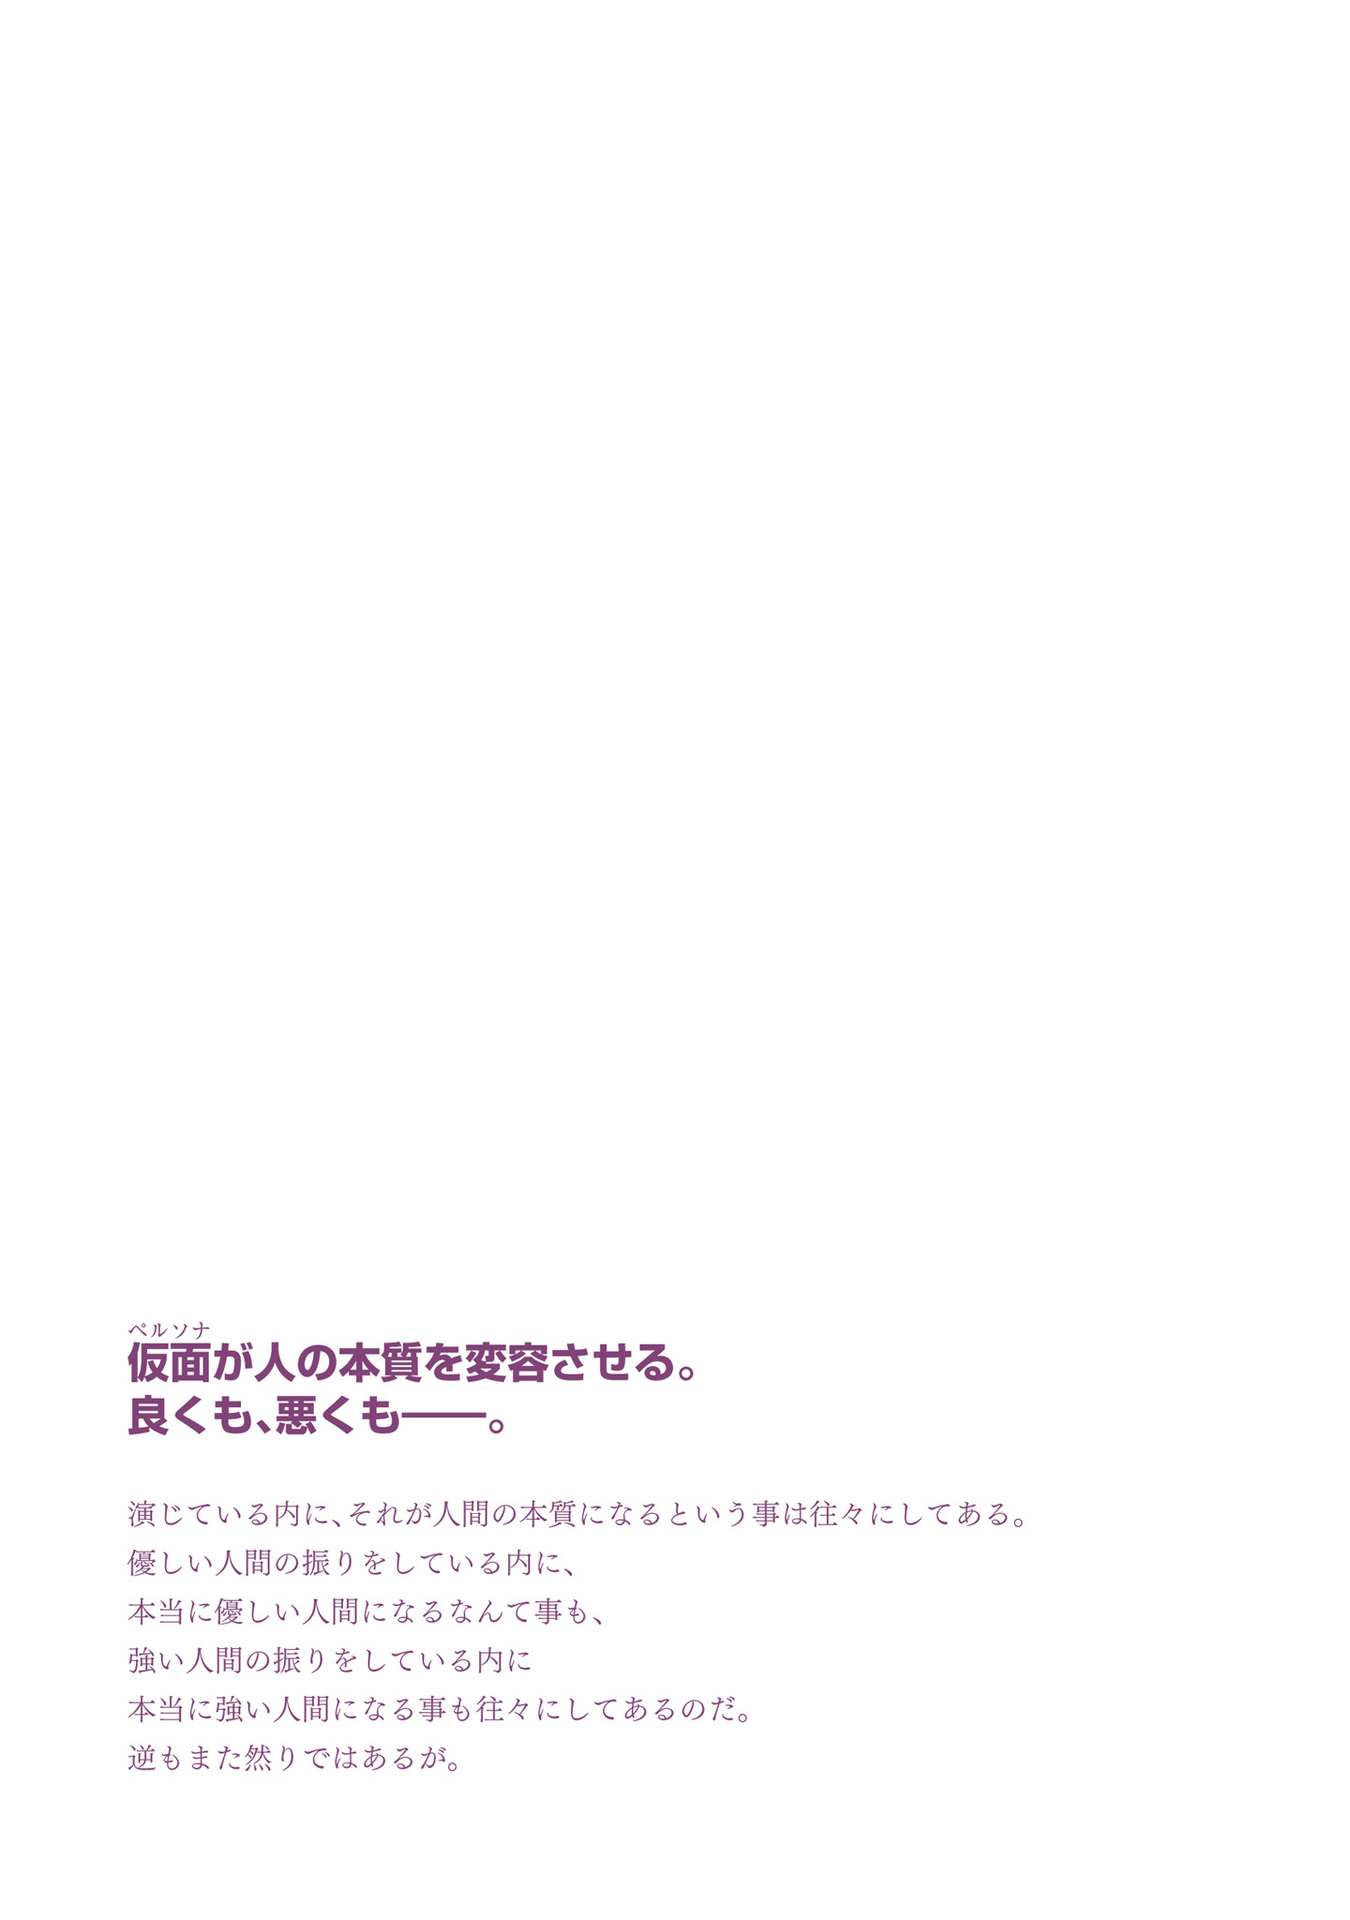 ペルソナ
仮面が人の本質を変容させる。
良くも、悪くも――。
演じている内に、それが人間の本質になるという事は往々にしてある。
優しい人間の振りをしている内に、
本当に優しい人間になるなんて事も、
強い人間の振りをしている内に
本当に強い人間になる事も往々にしてあるのだ。
逆もまた然りではあるが。